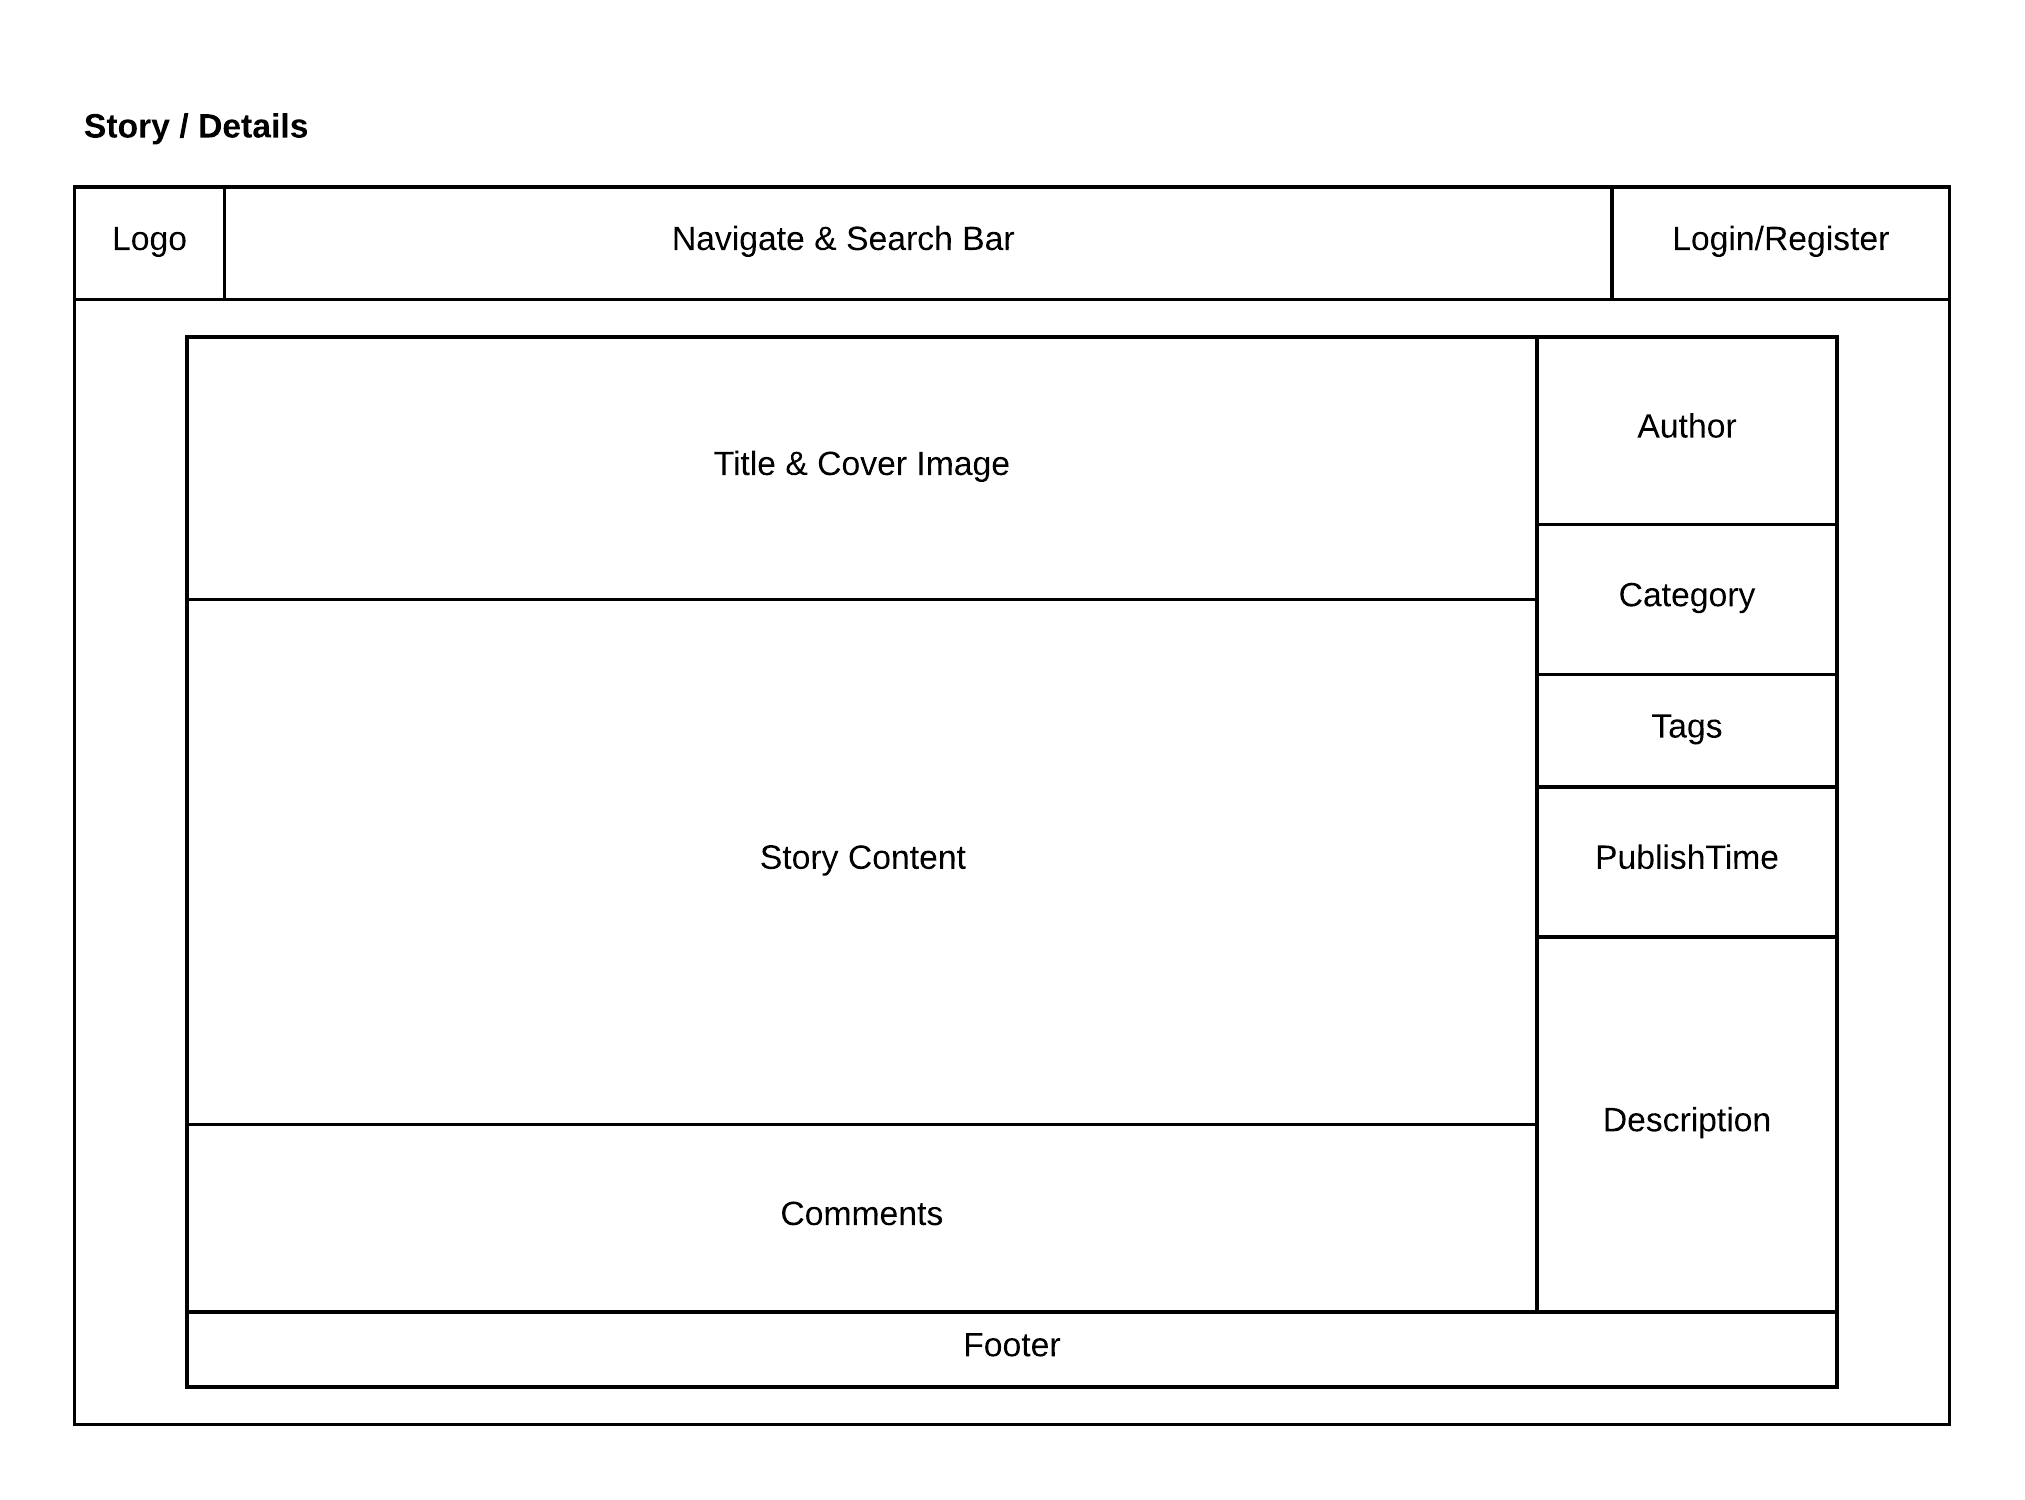 Story / Details
Logo
Navigate & Search Bar
Login/Register
Title & Cover Image
Author
Category
Tags
Story Content
PublishTime
Description
Comments
Footer